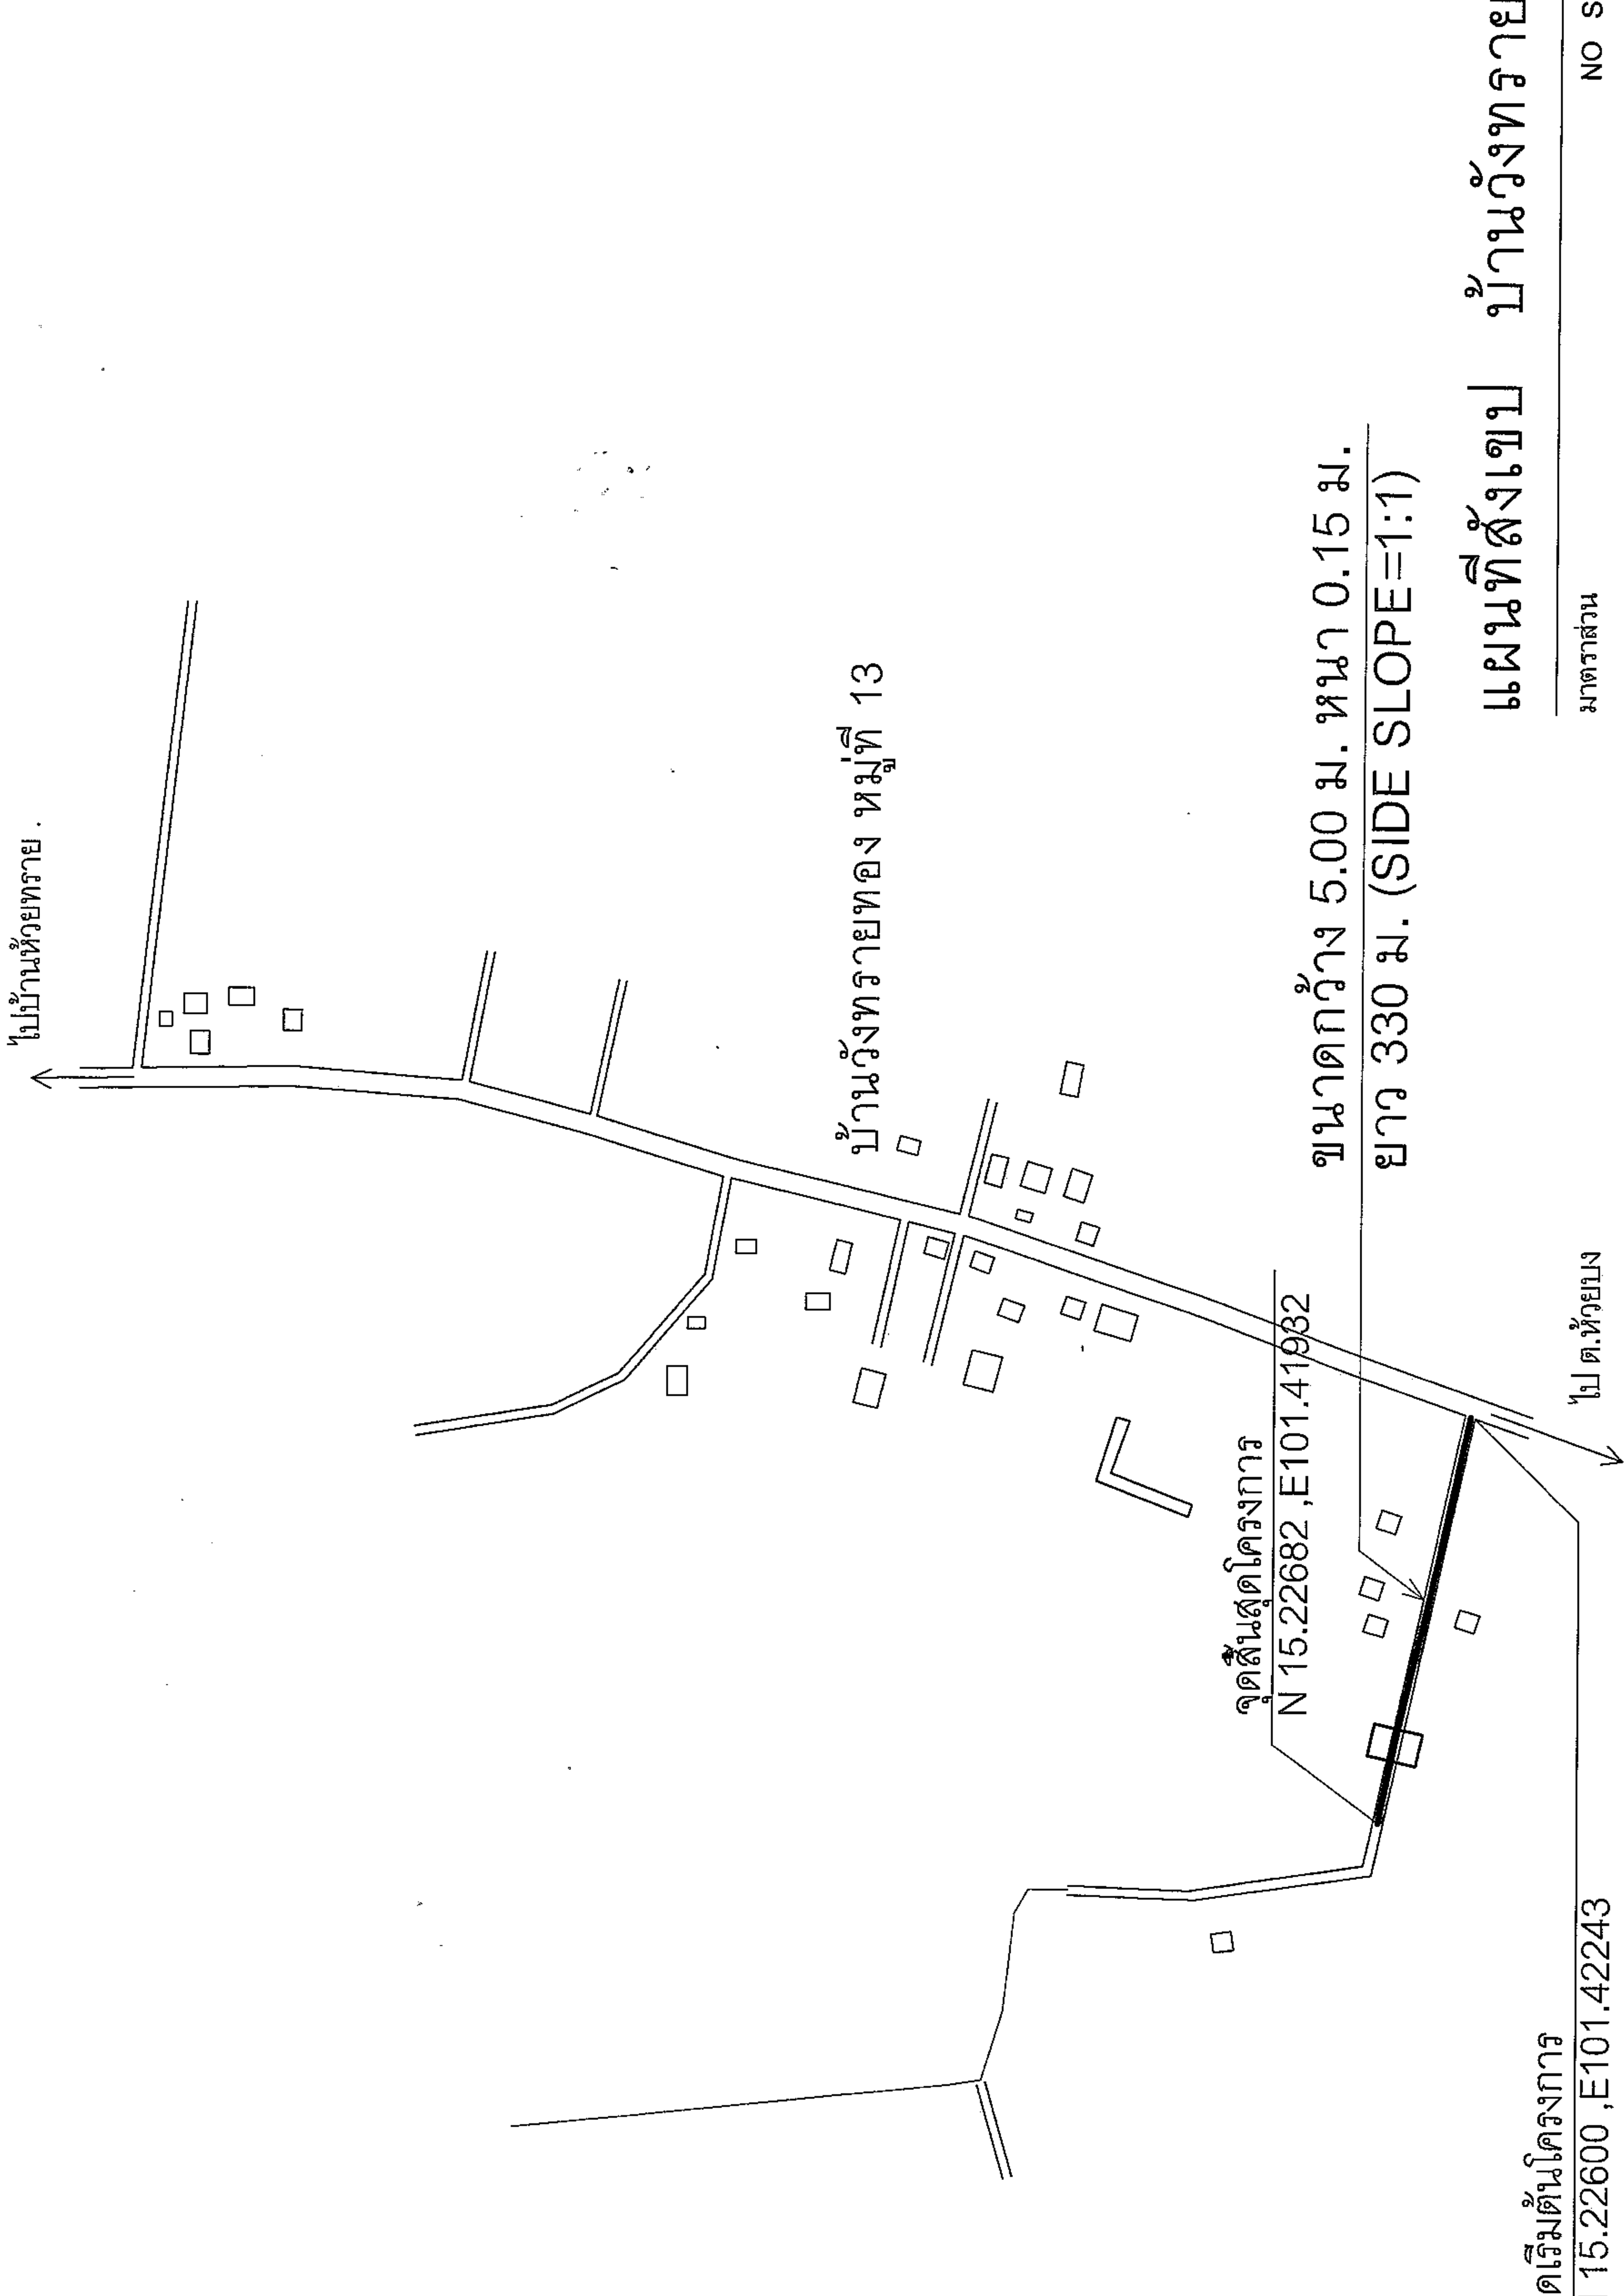 ไปบ้านห้วยทราย
บ้านวังทรายทอง หมู่ที่ 13
จุดสิ้นสุดโครงการ
N 15.22682 ,E101.41932
ขนาดกว้าง 5.00 ม. หนา 0.15 ม.
ยาว 330 ม. (SIDE SLOPE=1:1)
ไป ต.ห้วยบง
ดเริ่มต้นโครงการ
15.22600 ,E101.42243
แผนที่สังเขป บ้านวังทราย
มาตราส่วน NO S